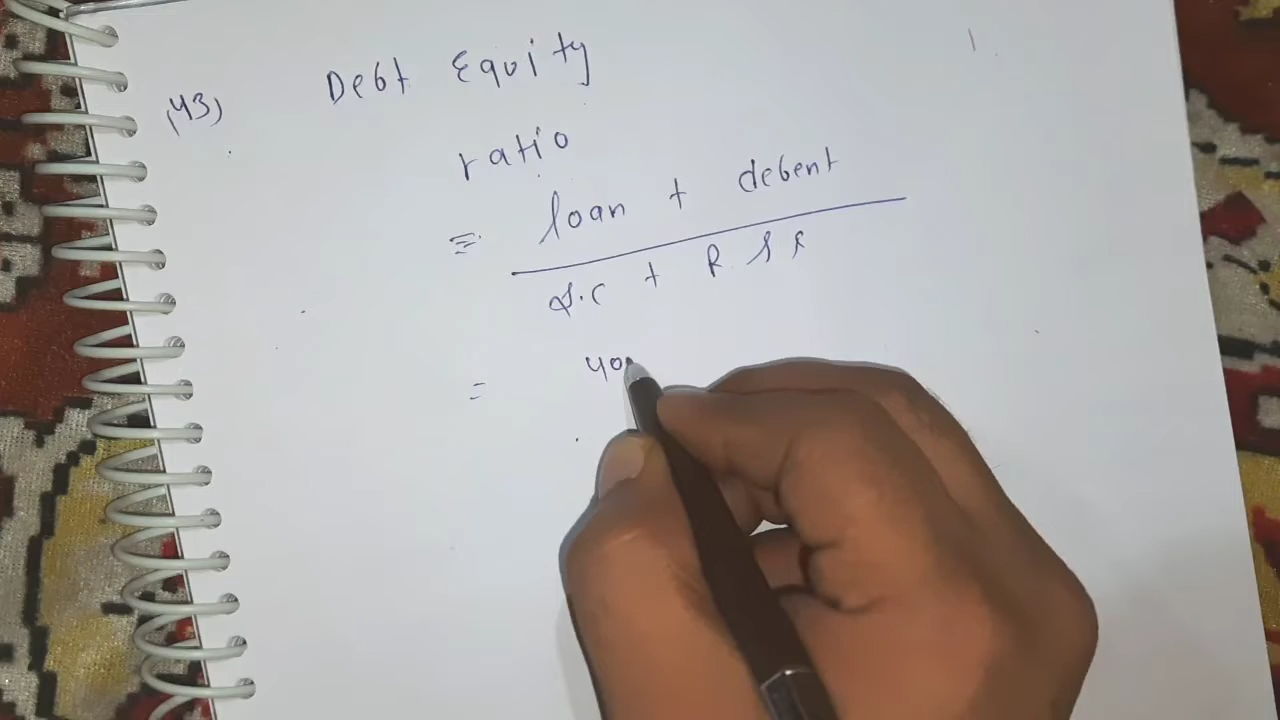 (43) Debt Equity
ratio
= loan + debent
S.C + R S R
= 40